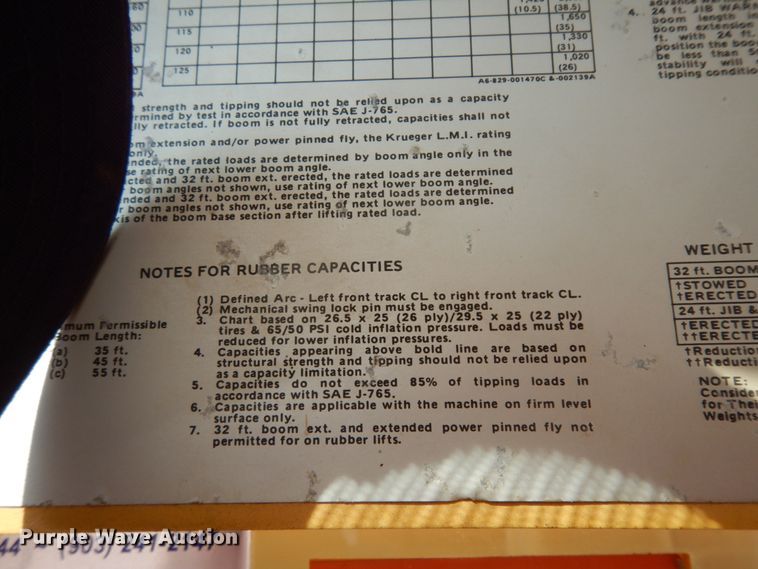 110
(10.5)
(38.5)
1,650
(35)
115
1,330
(31)
120
1,020
(26)
125
A6-829-001470C & -002139A
4. 24 ft. JIB WARN
boom length
boom extension
ft. with 24 ft.
position the boo
be less than
stability will
tipping conditio
strength and tipping should not be relied upon as a capacity
rmined by test in accordance with SAE J-765.
lly retracted. If boom is not fully retracted, capacities shall not
om extension and/or power pinned fly, the Krueger L.M.I. rating
only.
nded, the rated loads are determined by boom angle only in the
se rating of next lower boom angle.
cted and 32 ft. boom ext. erected, the rated loads are determined
r boom angles not shown, use rating of next lower boom angle.
nded and 32 ft. boom ext. erected, the rated loads are determined
r boom angles not shown, use rating of next lower boom angle.
xis of the boom base section after lifting rated load.
NOTES FOR RUBBER CAPACITIES
(1) Defined Arc - Left front track CL to right front track CL.
(2) Mechanical swing lock pin must be engaged.
3. Chart based on 26.5 x 25 (26 ply)/29.5 x 25 (22 ply)
tires & 65/50 PSI cold inflation pressure. Loads must be
reduced for lower inflation pressures.
4. Capacities appearing above bold line are based on
structural strength and tipping should not be relied upon
as a capacity limitation.
5. Capacities do not exceed 85% of tipping loads in
accordance with SAE J-765.
6. Capacities are applicable with the machine on firm level
surface only.
7. 32 ft. boom ext. and extended power pinned fly not
permitted for on rubber lifts.
mum Permissible
Boom Length:
(a) 35 ft.
(b) 45 ft.
(c) 55 ft.
WEIGHT
32 ft. BOOM
†STOWED
†ERECTED
24 ft. JIB &
†ERECTED
††ERECTED
†Reduction
††Reduction
NOTE:
Conside
for Thei
Weights
Purple Wave Auction
44 - (903) 241-2141